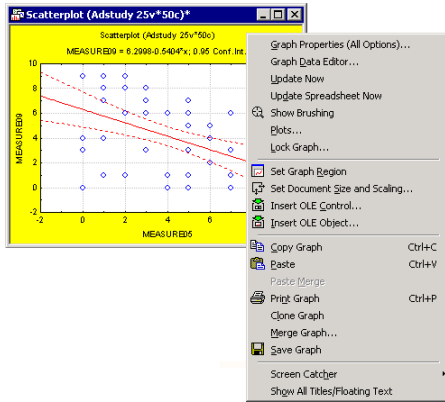 Scatterplot (Adstudy 25v*50c)*
Scatterplot (Adstudy 25v*50c)
MEASURE09 = 6.2998-0.5404*x; 0.95 Conf.Int.
10
8
6
4
2
0
-2
MEASURE09
-2 0 2 4 6
MEASURE05
Graph Properties (All Options)...
Graph Data Editor...
Update Now
Update Spreadsheet Now
Show Brushing
Plots...
Lock Graph...
Set Graph Region
Set Document Size and Scaling...
Insert OLE Control...
Insert OLE Object...
Copy Graph Ctrl+C
Paste Ctrl+V
Paste Merge
Print Graph Ctrl+P
Clone Graph
Merge Graph...
Save Graph
Screen Catcher
Show All Titles/Floating Text